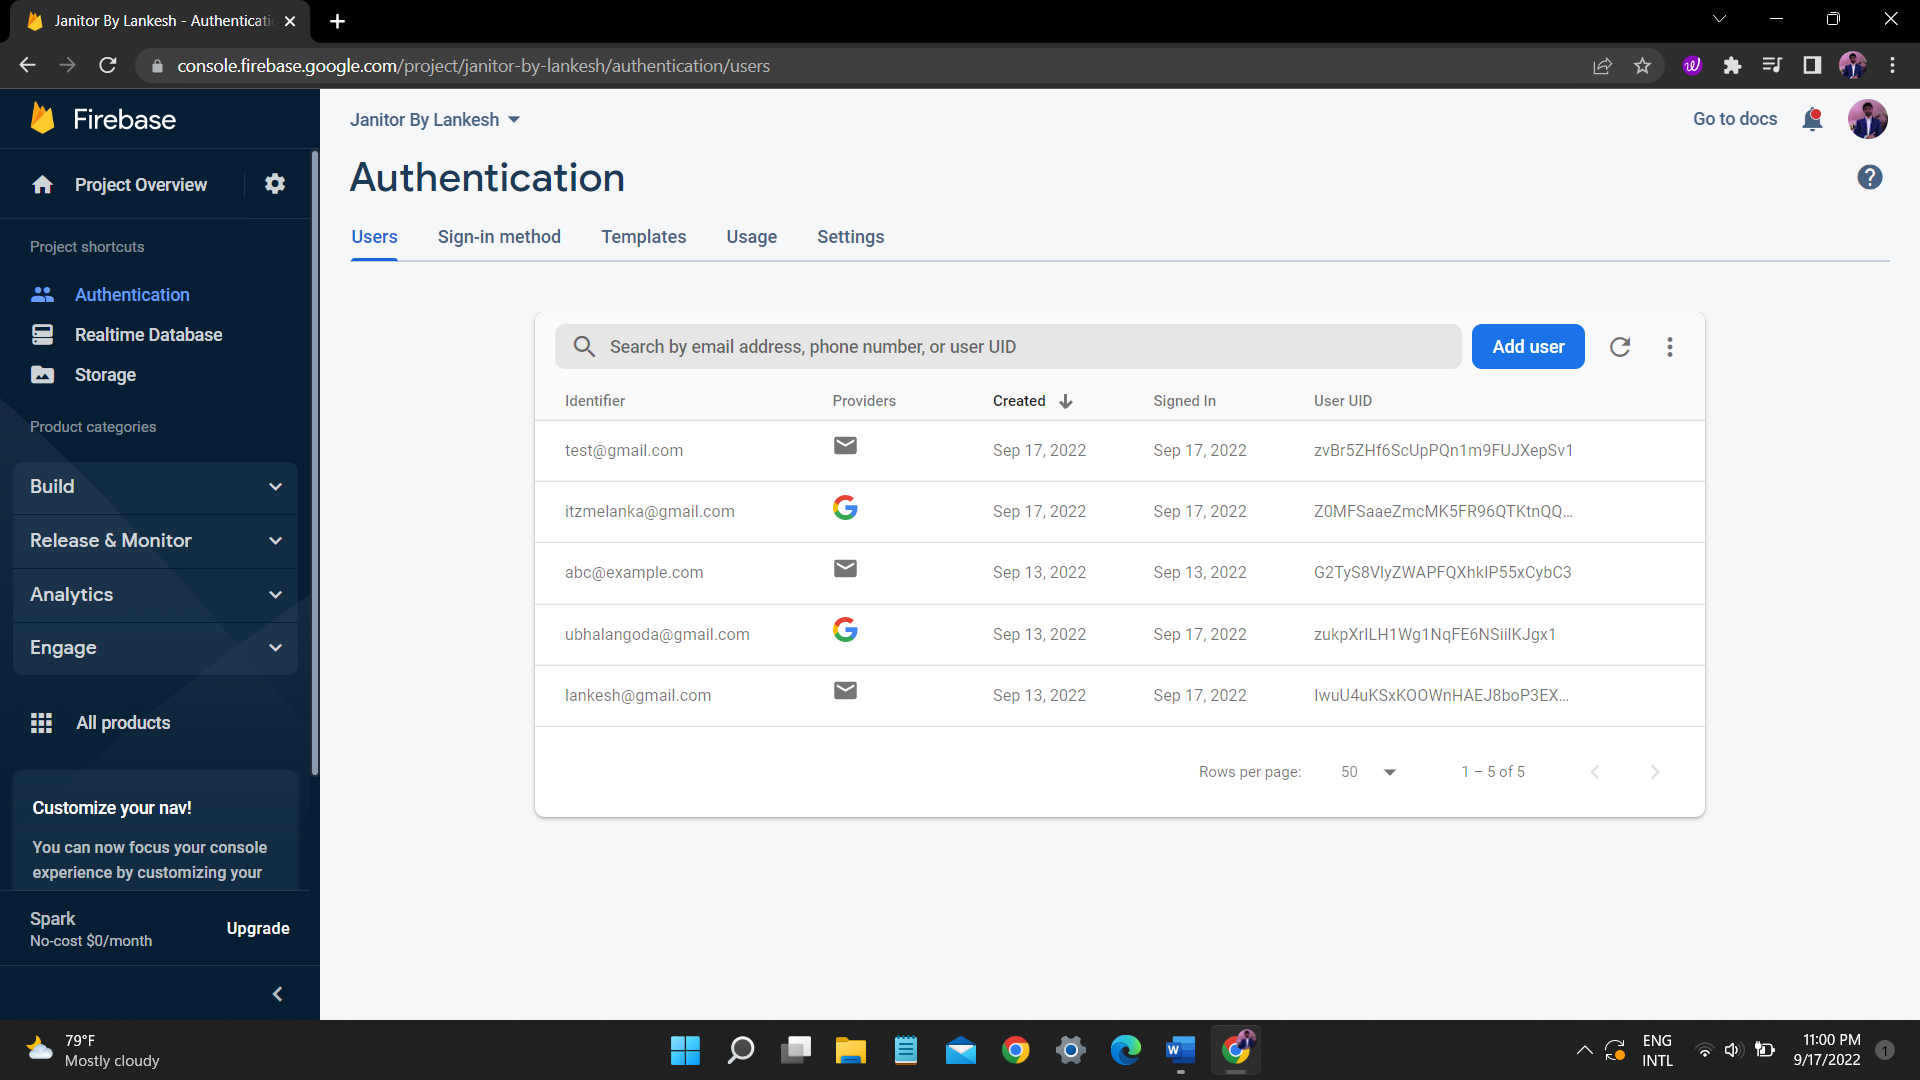 Janitor By Lankesh - Authenticati
console.firebase.google.com/project/janitor-by-lankesh/authentication/users
Firebase
Project Overview
Project shortcuts
Authentication
Realtime Database
Storage
Product categories
Build
Release & Monitor
Analytics
Engage
All products
Customize your nav!
You can now focus your console
experience by customizing your
Spark
No-cost $0/month
Upgrade
Janitor By Lankesh
Go to docs
Authentication
Users Sign-in method Templates Usage Settings
Search by email address, phone number, or user UID
Add user
Identifier Providers Created Signed In User UID
test@gmail.com Sep 17, 2022 Sep 17, 2022 zvBr5ZHf6ScUpPQn1m9FUJXepSv1
itzmelanka@gmail.com Sep 17, 2022 Sep 17, 2022 Z0MFSaaeZmcMK5FR96QTKtnQQ...
abc@example.com Sep 13, 2022 Sep 13, 2022 G2TyS8VlyZWAPFQXhkIP55xCybC3
ubhalangoda@gmail.com Sep 13, 2022 Sep 17, 2022 zukpXrILH1Wg1NqFE6NSiilKJgx1
lankesh@gmail.com Sep 13, 2022 Sep 17, 2022 IwuU4uKSxKOOWnHAEJ8boP3EX...
Rows per page: 50 1 – 5 of 5
79°F
Mostly cloudy
ENG
INTL
11:00 PM
9/17/2022
1